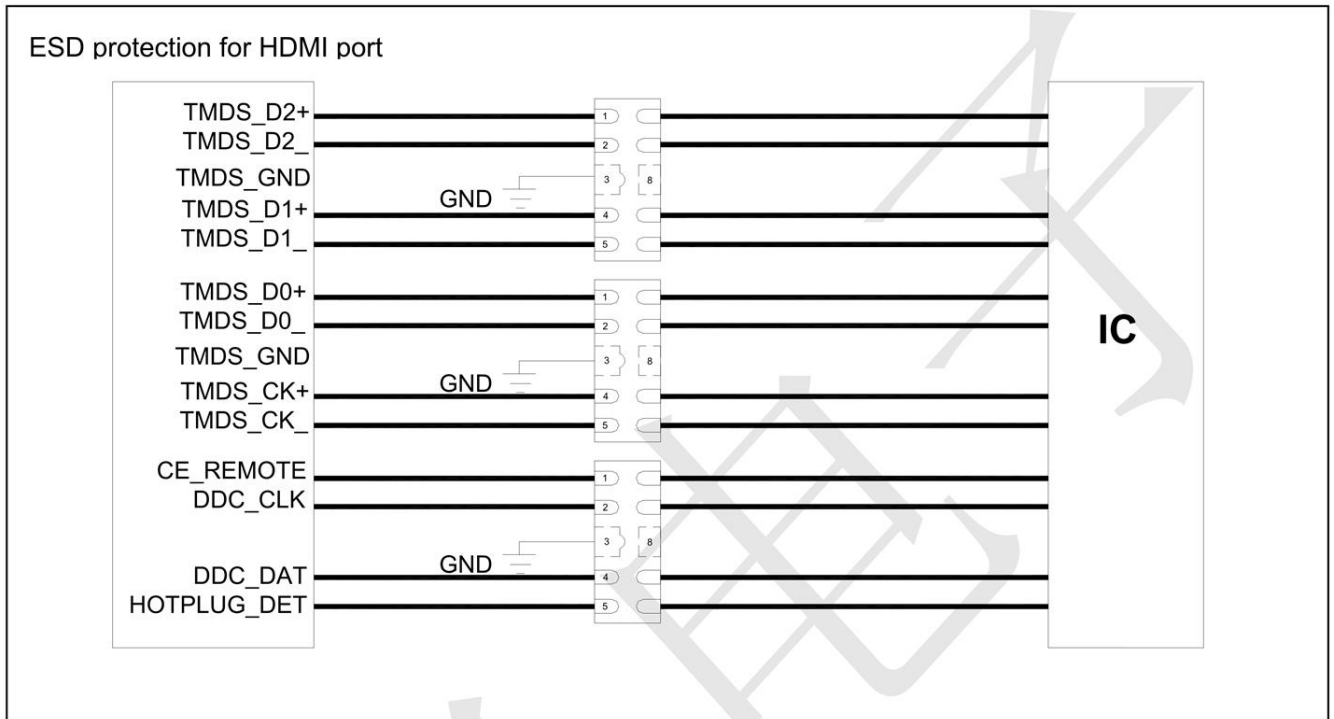 ESD protection for HDMI port
TMDS_D2+
1
TMDS_D2_
2
TMDS_GND
3
8
GND
TMDS_D1+
4
TMDS_D1_
5
TMDS_D0+
1
TMDS_D0_
2
IC
TMDS_GND
3
8
GND
TMDS_CK+
4
TMDS_CK_
5
CE_REMOTE
1
DDC_CLK
2
3
8
GND
DDC_DAT
4
HOTPLUG_DET
5